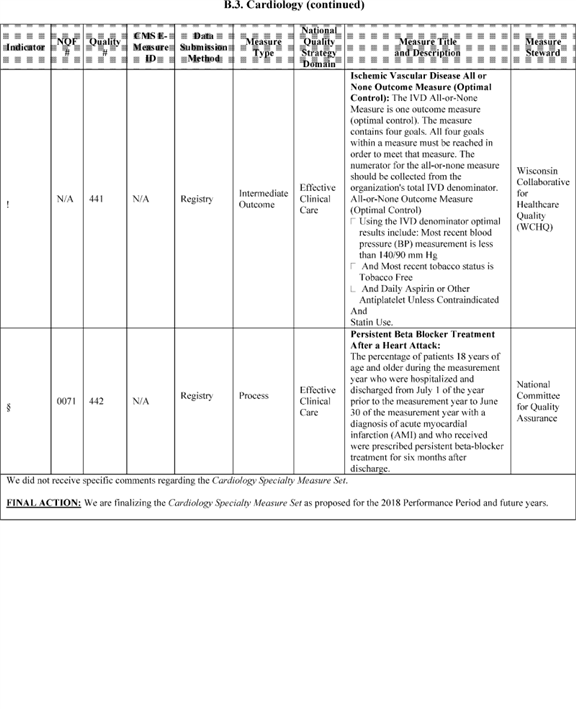 B.3. Cardiology (continued)
Indicator
NQF
#
Quality
#
CMS E-
Measure
ID
Data
Submission
Method
Measure
Type
National
Quality
Strategy
Domain
Measure Title
and Description
Measure
Steward
!
N/A
441
N/A
Registry
Intermediate
Outcome
Effective
Clinical
Care
Ischemic Vascular Disease All or
None Outcome Measure (Optimal
Control): The IVD All-or-None
Measure is one outcome measure
(optimal control). The measure
contains four goals. All four goals
within a measure must be reached in
order to meet that measure. The
numerator for the all-or-none measure
should be collected from the
organization's total IVD denominator.
All-or-None Outcome Measure
(Optimal Control)
Using the IVD denominator optimal
results include: Most recent blood
pressure (BP) measurement is less
than 140/90 mm Hg
And Most recent tobacco status is
Tobacco Free
And Daily Aspirin or Other
Antiplatelet Unless Contraindicated
And
Statin Use.
Wisconsin
Collaborative
for
Healthcare
Quality
(WCHQ)
§
0071
442
N/A
Registry
Process
Effective
Clinical
Care
Persistent Beta Blocker Treatment
After a Heart Attack:
The percentage of patients 18 years of
age and older during the measurement
year who were hospitalized and
discharged from July 1 of the year
prior to the measurement year to June
30 of the measurement year with a
diagnosis of acute myocardial
infarction (AMI) and who received
were prescribed persistent beta-blocker
treatment for six months after
discharge.
National
Committee
for Quality
Assurance
We did not receive specific comments regarding the Cardiology Specialty Measure Set.
FINAL ACTION: We are finalizing the Cardiology Specialty Measure Set as proposed for the 2018 Performance Period and future years.